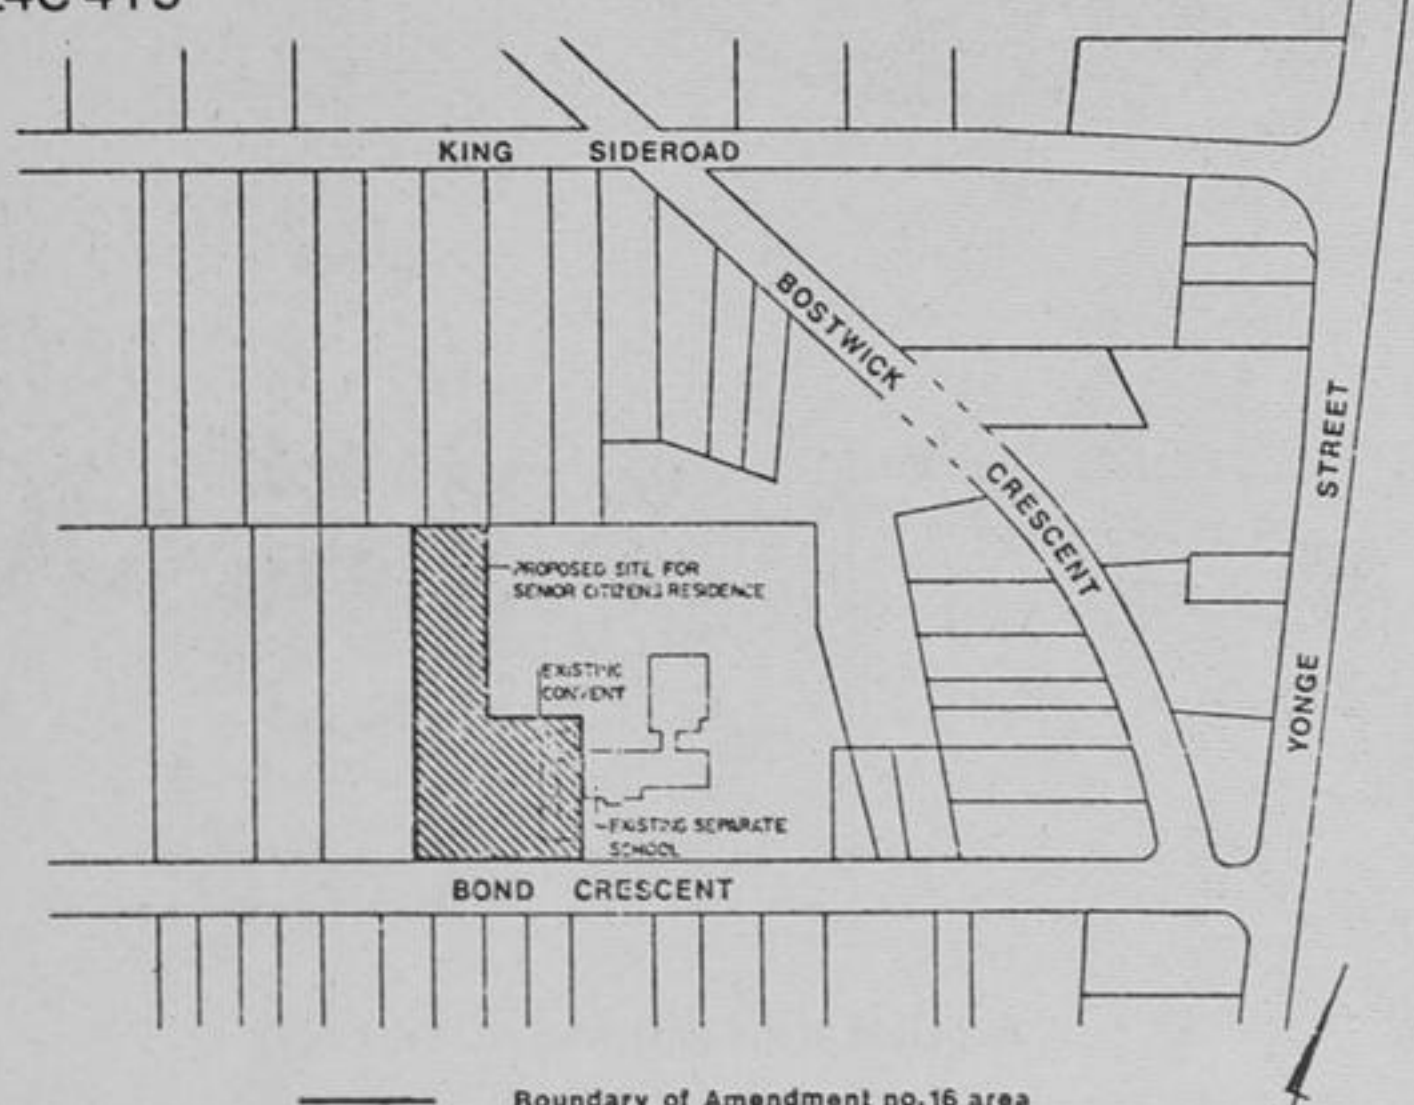 KING SIDEROAD
BOSTWICK CRESCENT
STREET
YONGE
PROPOSED SITE FOR
SENIOR CITIZENS RESIDENCE
EXISTING
CONVENT
EXISTING SEPARATE
SCHOOL
BOND CRESCENT
Boundary of Amendment no.16 area